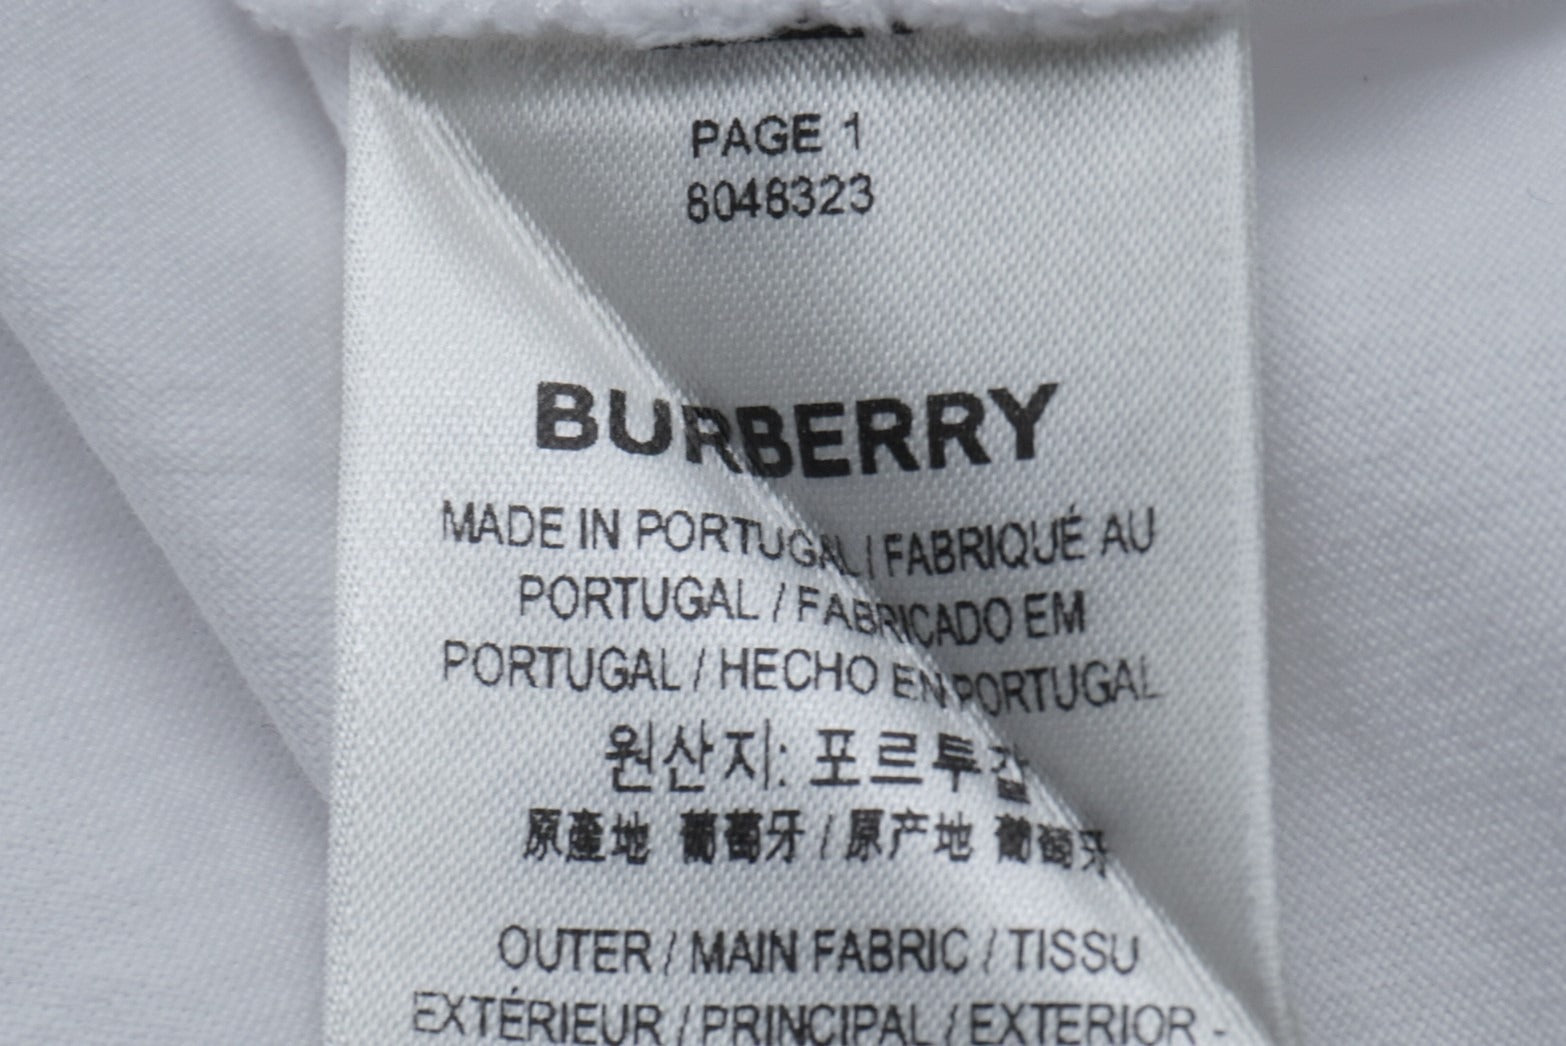 PAGE 1
8048323
BURBERRY
MADE IN PORTUGAL / FABRIQUÉ AU
PORTUGAL / FABRICADO EM
PORTUGAL / HECHO EN PORTUGAL
원산지: 포르투갈
原產地 葡萄牙 / 原产地 葡萄牙
OUTER / MAIN FABRIC / TISSU
EXTÉRIEUR / PRINCIPAL / EXTERIOR -